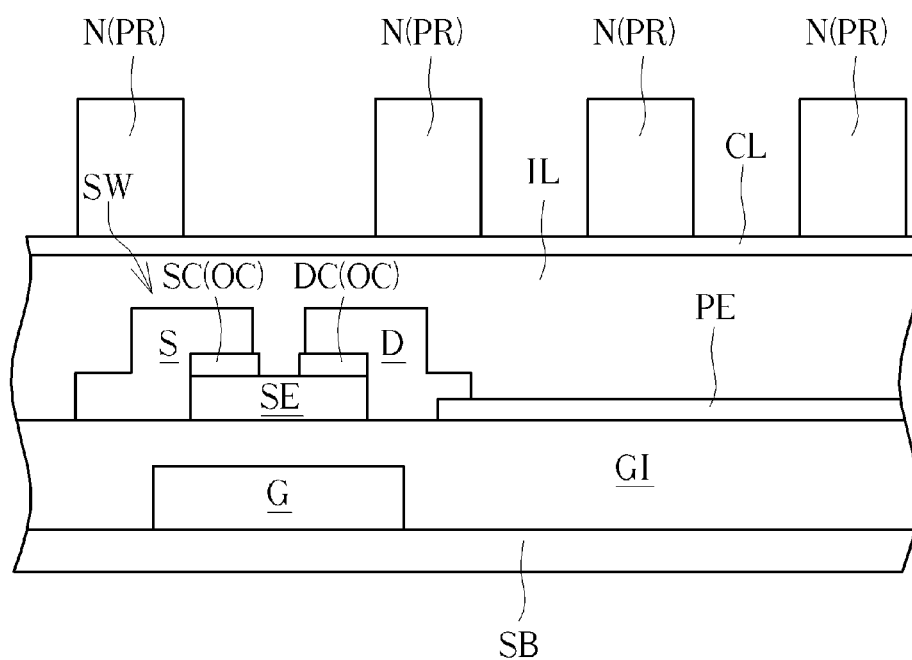 N(PR) N(PR) N(PR) N(PR)
CL
IL
SW
SC(OC) DC(OC)
PE
S D
SE
GI
G
SB